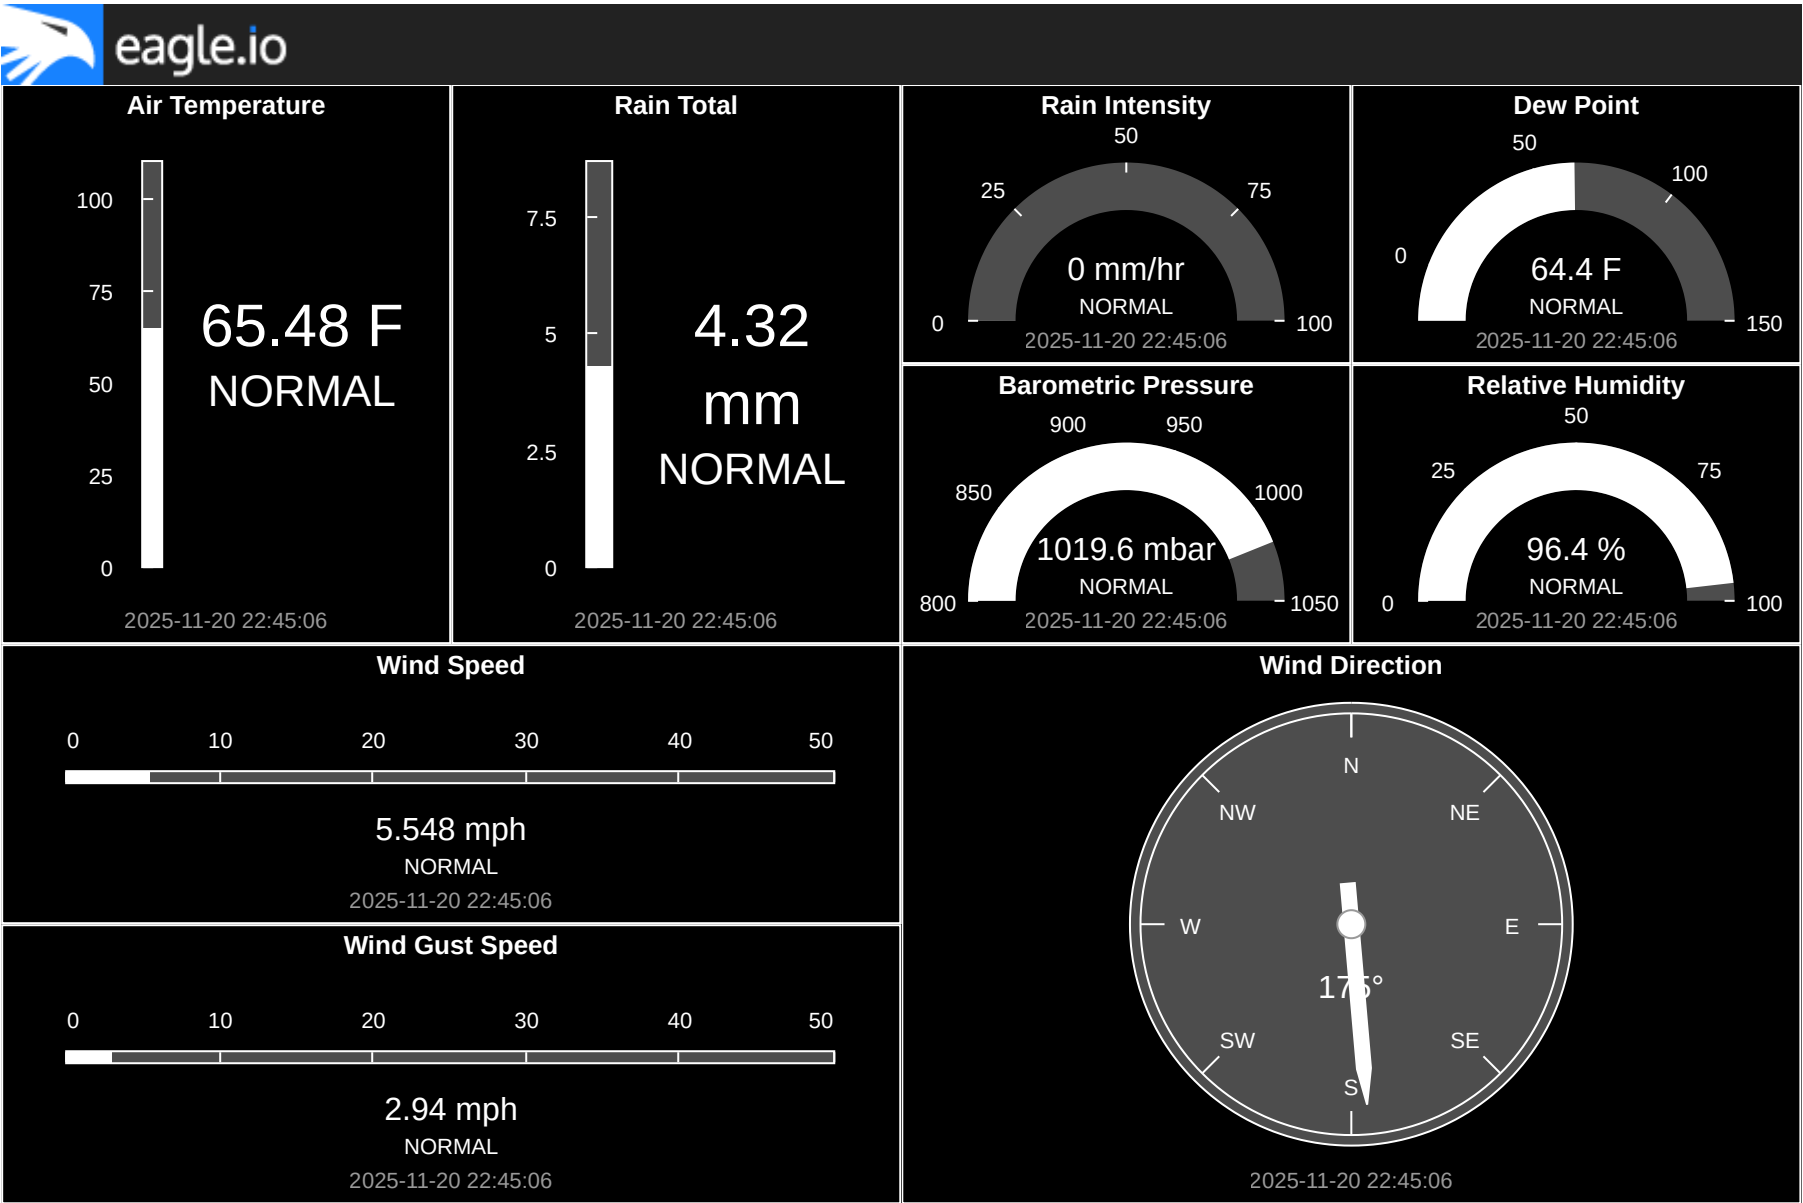 eagle.io
Air Temperature
100
75
50
25
0
65.48 F
NORMAL
2025-11-20 22:45:06
Rain Total
7.5
5
2.5
0
4.32
mm
NORMAL
2025-11-20 22:45:06
Rain Intensity
50
25
75
0
100
0 mm/hr
NORMAL
2025-11-20 22:45:06
Dew Point
50
100
0
150
64.4 F
NORMAL
2025-11-20 22:45:06
Barometric Pressure
900
950
850
1000
800
1050
1019.6 mbar
NORMAL
2025-11-20 22:45:06
Relative Humidity
50
25
75
0
100
96.4 %
NORMAL
2025-11-20 22:45:06
Wind Speed
0 10 20 30 40 50
5.548 mph
NORMAL
2025-11-20 22:45:06
Wind Gust Speed
0 10 20 30 40 50
2.94 mph
NORMAL
2025-11-20 22:45:06
Wind Direction
N
NW
NE
W
E
175°
SW
SE
S
2025-11-20 22:45:06